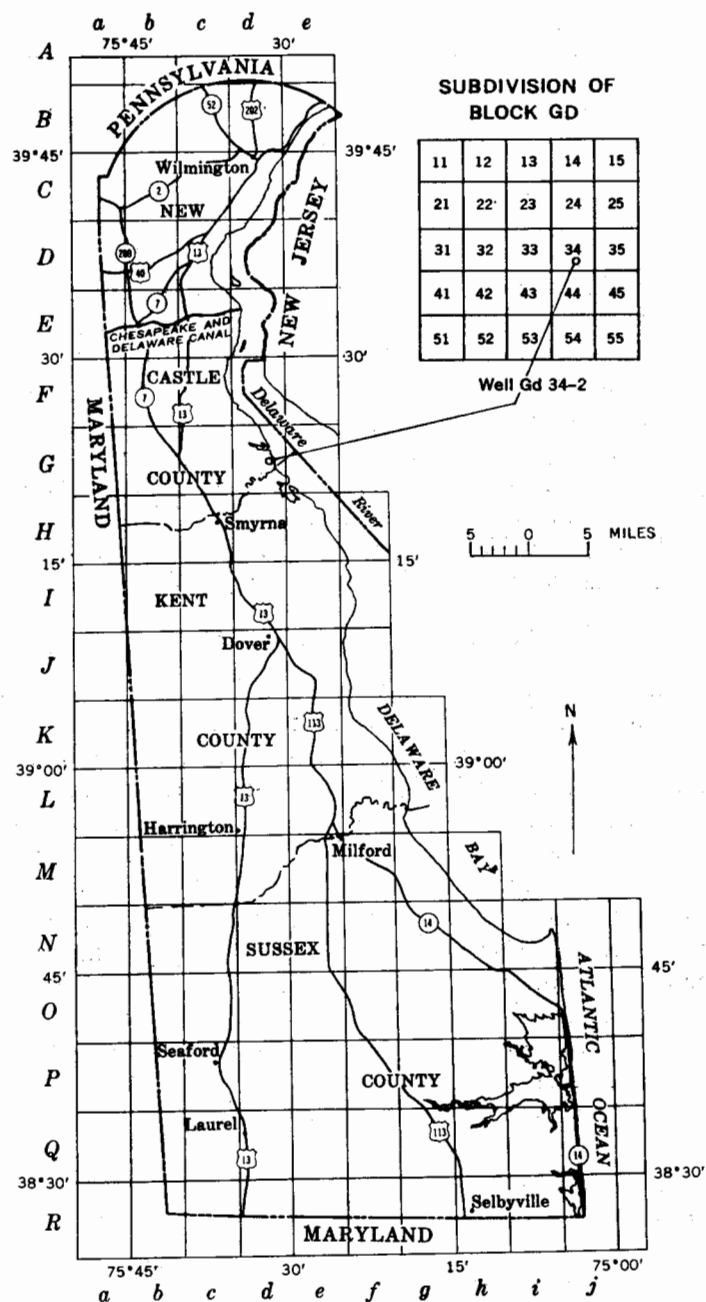 a b c d e
75°45' 30'
A
PENNSYLVANIA
B
52
202
39°45'
39°45'
Wilmington
C
2
NEW
JERSEY
D
280
40
13
7
NEW
E
CHESAPEAKE AND
DELAWARE CANAL
30'
30'
CASTLE
F
7
13
Delaware
G
COUNTY
River
MARYLAND
H
Smyrna
15'
15'
I
KENT
13
Dover
J
K
COUNTY
113
DELAWARE
39°00'
39°00'
L
13
Harrington
Milford
M
BAY
N
SUSSEX
14
45'
45'
ATLANTIC
O
Seaford
P
COUNTY
OCEAN
Laurel
Q
13
113
14
38°30'
38°30'
Selbyville
R
MARYLAND
75°45' 30' 15' 75°00'
a b c d e f g h i j
SUBDIVISION OF
BLOCK GD
11 12 13 14 15
21 22 23 24 25
31 32 33 34 35
41 42 43 44 45
51 52 53 54 55
Well Gd 34-2
5 0 5 MILES
N